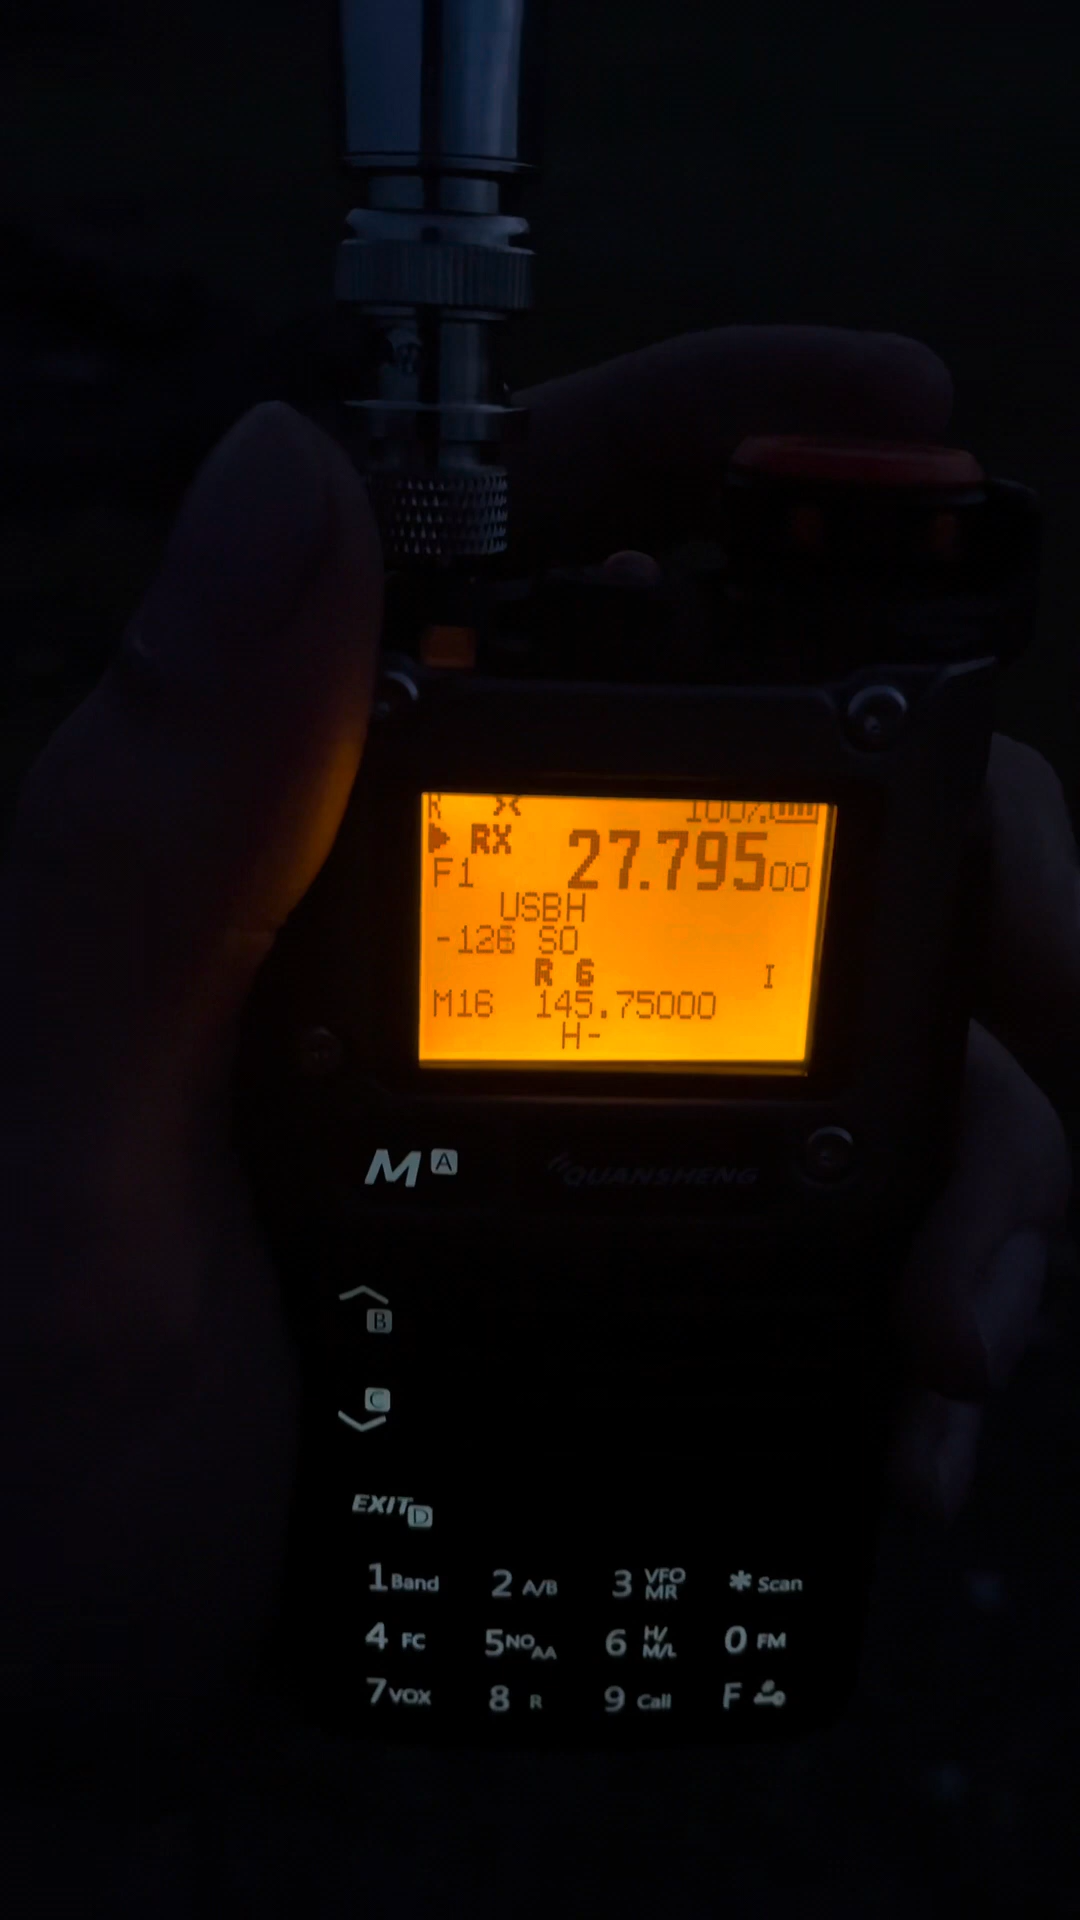 R 100%
RX 27.79500
F1
USBH
-126 S0
R 6 I
M16 145.75000
H-
M A QUANSHENG
B
C
EXIT D
1 Band 2 A/B 3 VFO MR * Scan
4 FC 5 NOAA 6 H/M/L 0 FM
7 VOX 8 R 9 Call F